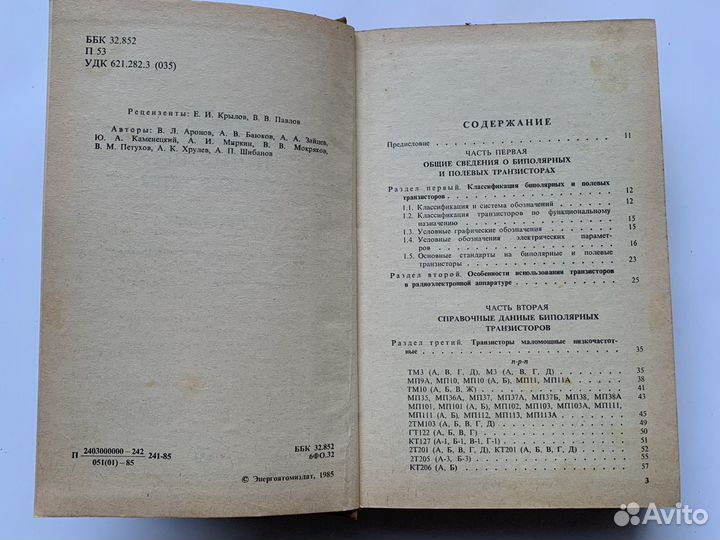 ББК 32.852
П 53
УДК 621.282.3 (035)
Рецензенты: Е. И. Крылов, В. В. Павлов
Авторы: В. Л. Аронов, А. В. Баюков, А. А. Зайцев,
Ю. А. Каменецкий, А. И. Миркин, В. В. Мокряков,
В. М. Петухов, А. К. Хрулев, А. П. Шибанов
П 2403000000—242 241-85
051(01)—85
ББК 32.852
6Ф0.32
© Энергоатомиздат, 1985
СОДЕРЖАНИЕ
Предисловие 11
ЧАСТЬ ПЕРВАЯ
ОБЩИЕ СВЕДЕНИЯ О БИПОЛЯРНЫХ
И ПОЛЕВЫХ ТРАНЗИСТОРАХ
Раздел первый. Классификация биполярных и полевых
транзисторов 12
1.1. Классификация и система обозначений 12
1.2. Классификация транзисторов по функциональному
назначению 15
1.3. Условные графические обозначения 15
1.4. Условные обозначения электрических парамет-
ров 16
1.5. Основные стандарты на биполярные и полевые
транзисторы 23
Раздел второй. Особенности использования транзисторов
в радиоэлектронной аппаратуре 25
ЧАСТЬ ВТОРАЯ
СПРАВОЧНЫЕ ДАННЫЕ БИПОЛЯРНЫХ
ТРАНЗИСТОРОВ
Раздел третий. Транзисторы маломощные низкочастот-
ные 35
п-р-п
ТМ3 (А, В, Г, Д), М3 (А, В, Г, Д) 35
МП9А, МП10, МП10 (А, Б), МП11, МП11А 38
ТМ10 (А, Б, В, Ж) 41
МП35, МП36А, МП37, МП37А, МП37Б, МП38, МП38А 43
МП101, МП101 (А, Б), МП102, МП103, МП103А, МП111,
МП111 (А, Б), МП112, МП113, МП113А 45
2ТМ103 (А, Б, В, Г, Д) 49
ГТ122 (А, Б, В, Г) 50
КТ127 (А-1, Б-1, В-1, Г-1) 51
2Т201 (А, Б, В, Г, Д), КТ201 (А, Б, В, Г, Д) 52
2Т205 (А-3, Б-3) 55
КТ206 (А, Б) 57
3
Avito